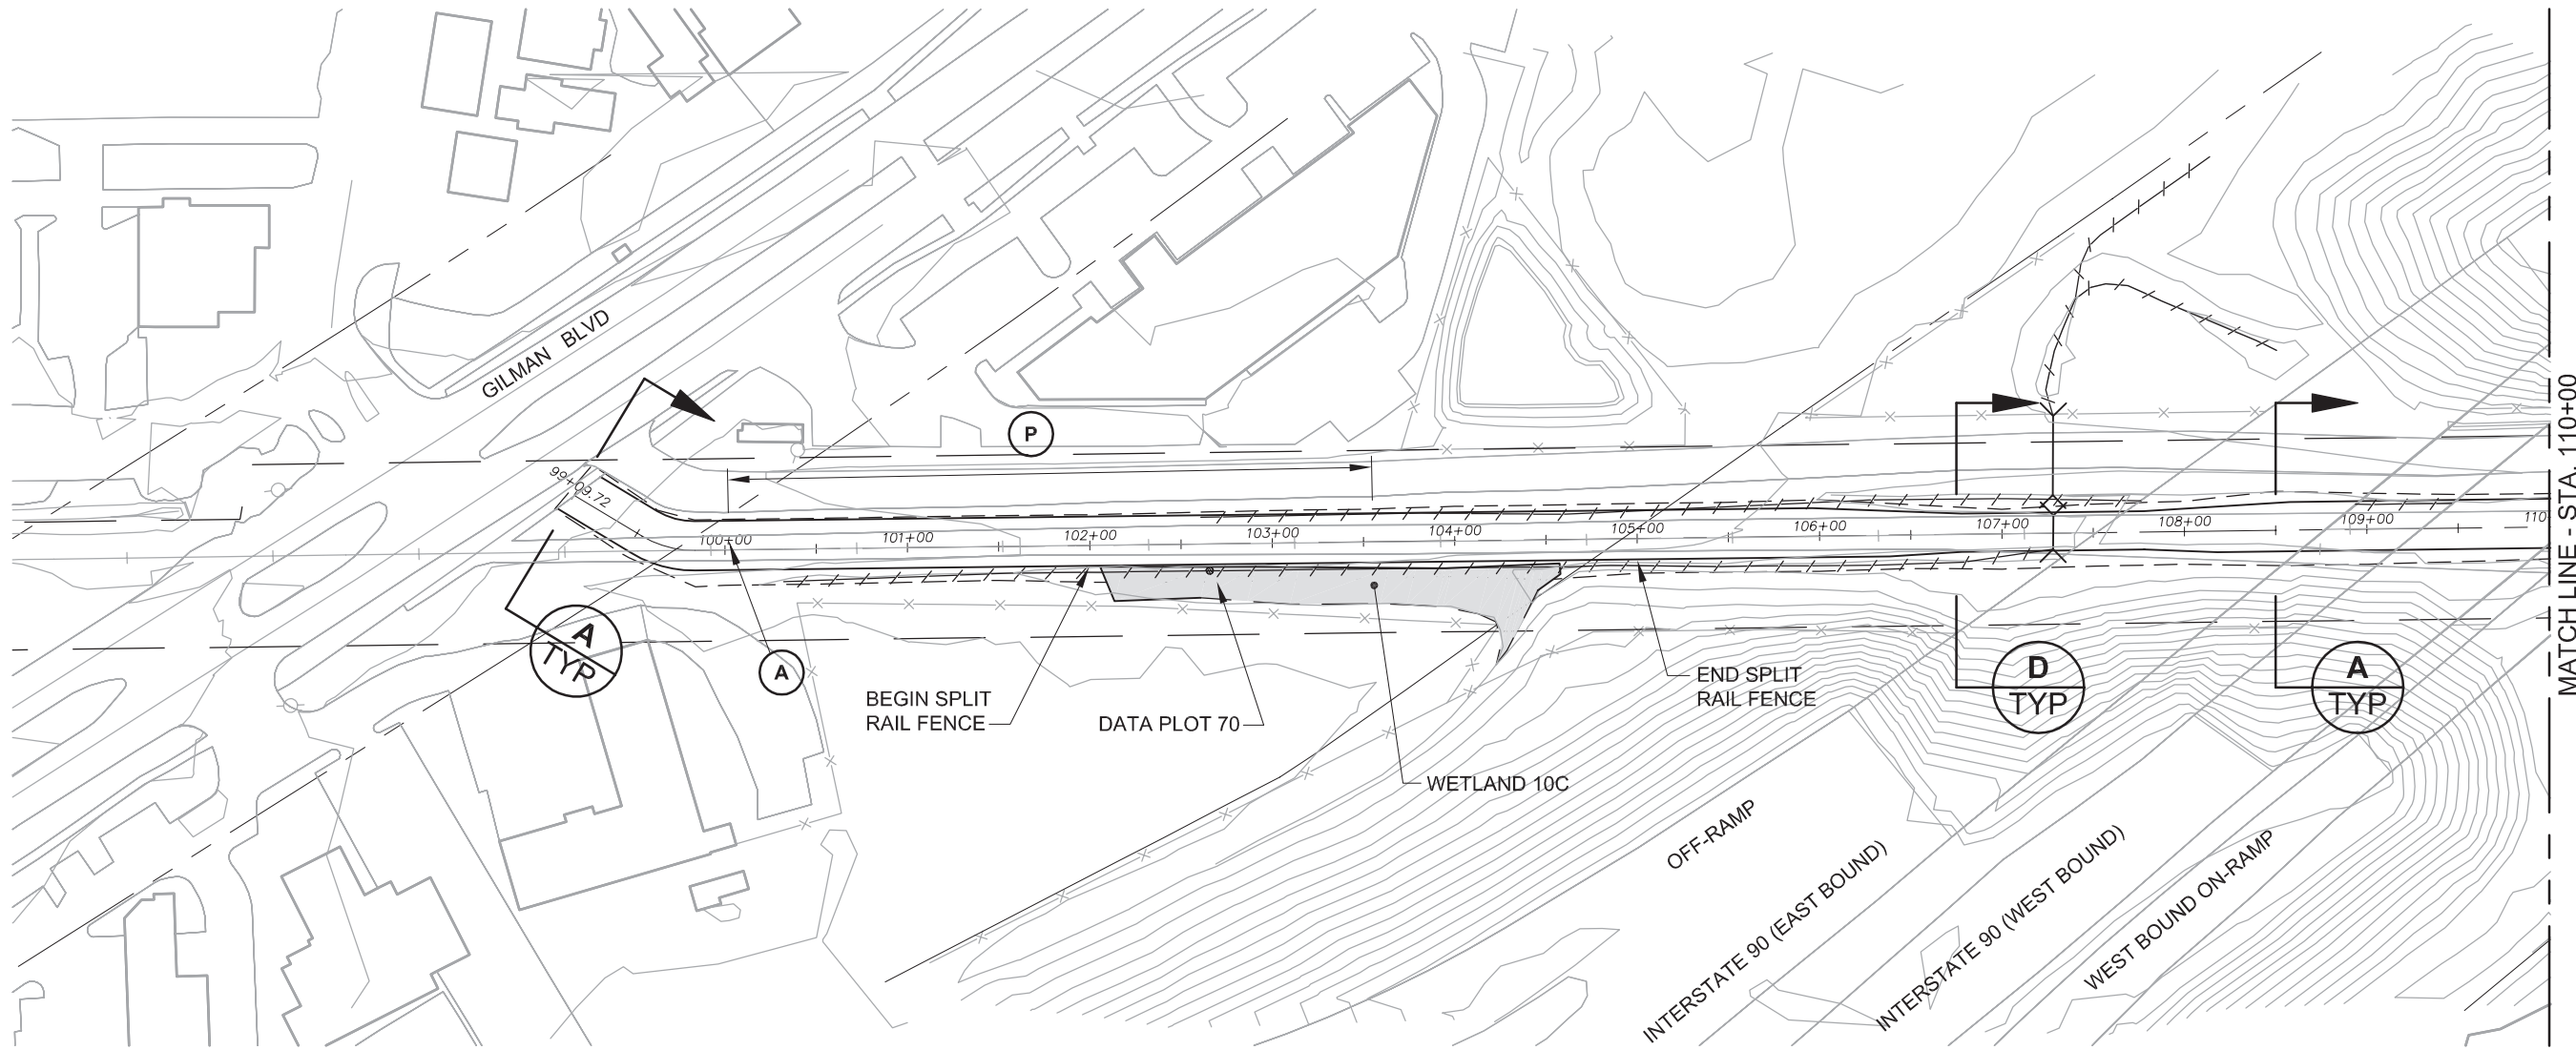 GILMAN BLVD
P
99+09.72
100+00
101+00
102+00
103+00
104+00
105+00
106+00
107+00
108+00
109+00
110
MATCH LINE - STA. 110+00
A
TYP
A
BEGIN SPLIT
RAIL FENCE
DATA PLOT 70
WETLAND 10C
END SPLIT
RAIL FENCE
D
TYP
A
TYP
OFF-RAMP
INTERSTATE 90 (EAST BOUND)
INTERSTATE 90 (WEST BOUND)
WEST BOUND ON-RAMP